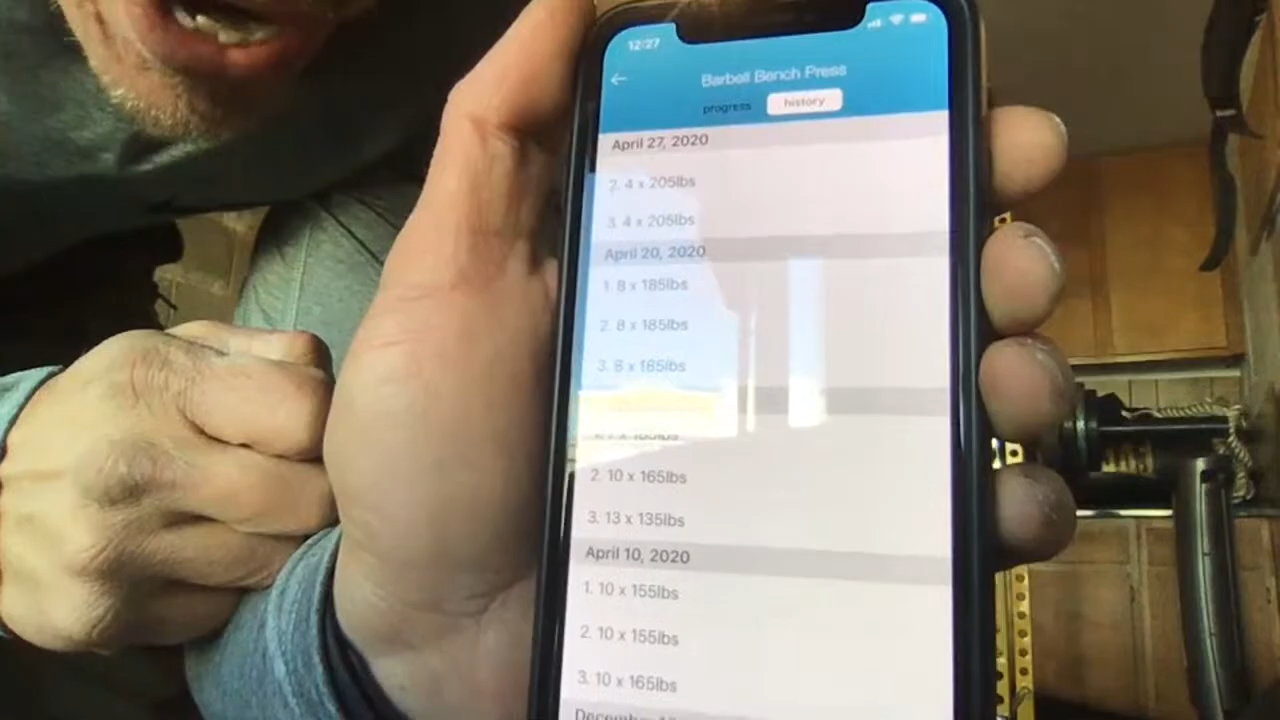 12:27
Barbell Bench Press
progress history
April 27, 2020
2. 4 x 205lbs
3. 4 x 205lbs
April 20, 2020
1. 8 x 185lbs
2. 8 x 185lbs
3. 8 x 185lbs
2. 10 x 165lbs
3. 13 x 135lbs
April 10, 2020
1. 10 x 155lbs
2. 10 x 155lbs
3. 10 x 165lbs
December